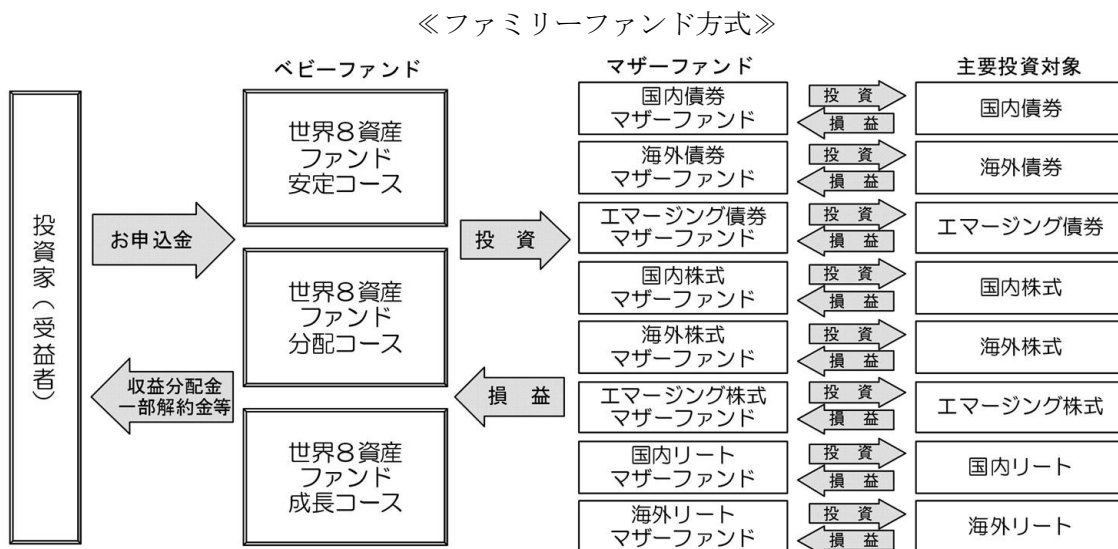 ≪ファミリーファンド方式≫
ベビーファンド
マザーファンド
主要投資対象
投資家（受益者）
お申込金
収益分配金
一部解約金等
世界8資産
ファンド
安定コース
世界8資産
ファンド
分配コース
世界8資産
ファンド
成長コース
投 資
損 益
国内債券
マザーファンド
投 資
損 益
国内債券
海外債券
マザーファンド
投 資
損 益
海外債券
エマージング債券
マザーファンド
投 資
損 益
エマージング債券
国内株式
マザーファンド
投 資
損 益
国内株式
海外株式
マザーファンド
投 資
損 益
海外株式
エマージング株式
マザーファンド
投 資
損 益
エマージング株式
国内リート
マザーファンド
投 資
損 益
国内リート
海外リート
マザーファンド
投 資
損 益
海外リート